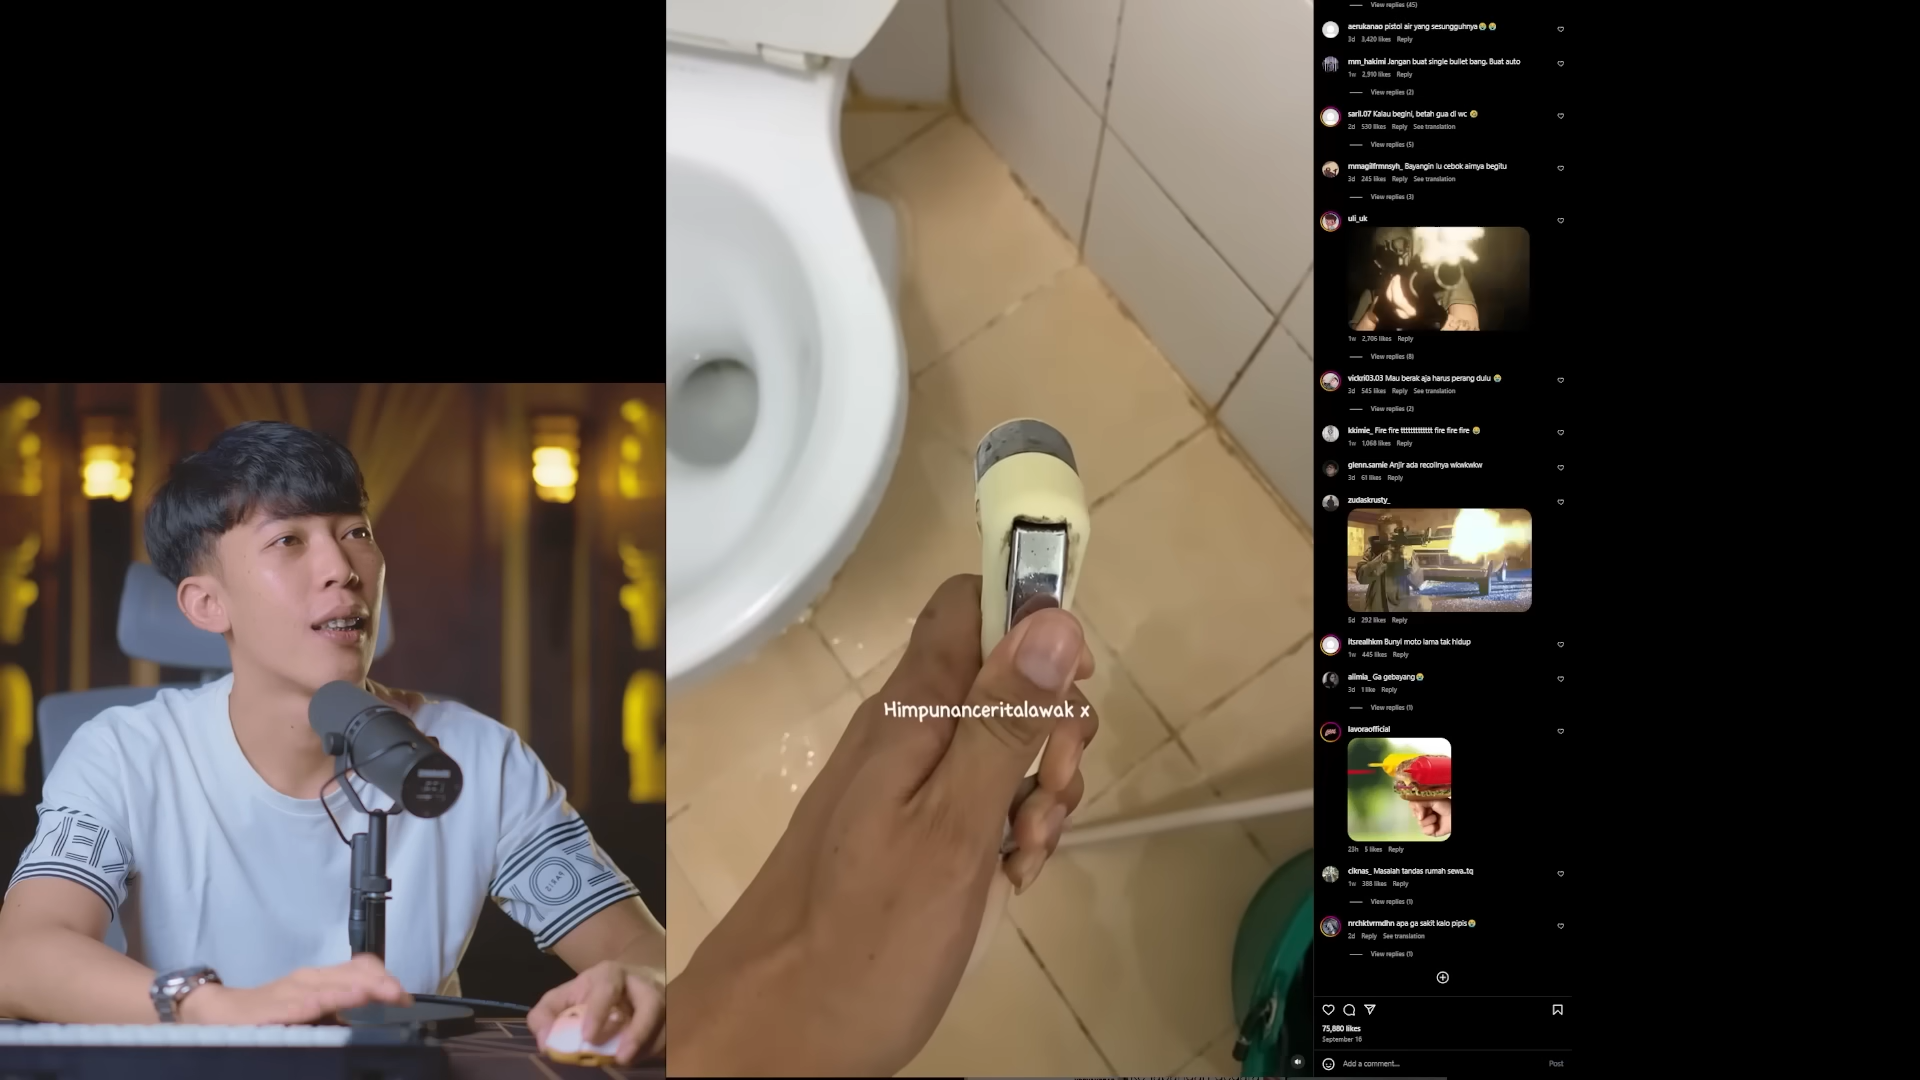 Himpunanceritalawak x
View replies (45)
aerukanao pistol air yang sesungguhnya😭😭
3d 3,420 likes Reply
mm_hakimi Jangan buat single bullet bang. Buat auto
1w 2,910 likes Reply
View replies (2)
saril.07 Kalau begini, betah gua di wc
2d 530 likes Reply See translation
View replies (5)
mmagilfrmnsyh_ Bayangin lu cebok airnya begitu
3d 245 likes Reply See translation
View replies (3)
uli_uk
1w 2,706 likes Reply
View replies (8)
vickri03.03 Mau berak aja harus perang dulu 😭
3d 545 likes Reply See translation
View replies (2)
kkimie_ Fire fire tttttttttttttt fire fire fire 😭
1w 1,068 likes Reply
glenn.samie Anjir ada recoilnya wkwkwkw
3d 61 likes Reply
zudaskrusty_
5d 292 likes Reply
itsrealhkm Bunyi moto lama tak hidup
1w 445 likes Reply
alimla_ Ga gebayang😭
3d 1 like Reply
View replies (1)
lavoraofficial
23h 5 likes Reply
ciknas_ Masalah tandas rumah sewa..tq
1w 388 likes Reply
View replies (1)
nrchktvrmdhn apa ga sakit kalo pipis😭
2d Reply See translation
View replies (1)
75,880 likes
September 16
Add a comment...
Post
PARIS